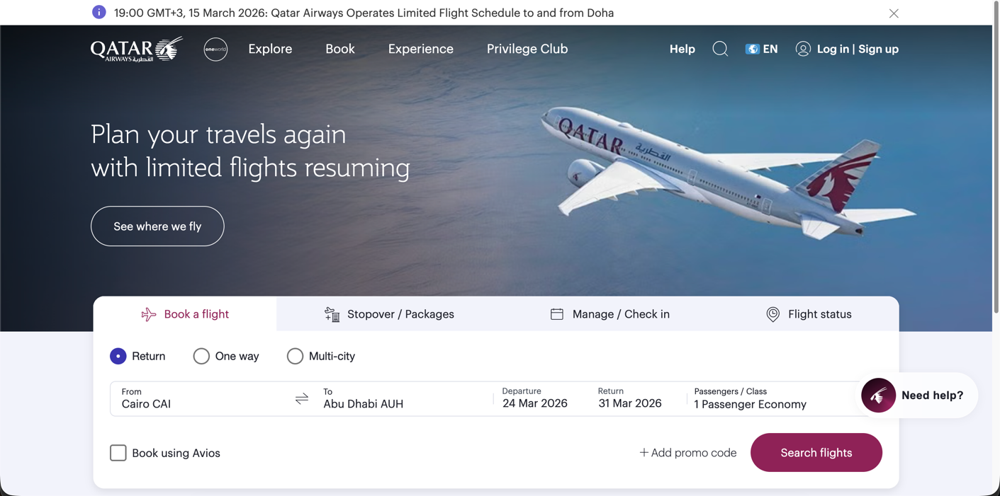 19:00 GMT+3, 15 March 2026: Qatar Airways Operates Limited Flight Schedule to and from Doha
QATAR
AIRWAYS القطرية
oneworld
Explore
Book
Experience
Privilege Club
Help
EN
Log in | Sign up
Plan your travels again
with limited flights resuming
See where we fly
QATAR القطرية
Book a flight
Stopover / Packages
Manage / Check in
Flight status
Return
One way
Multi-city
From
Cairo CAI
To
Abu Dhabi AUH
Departure
24 Mar 2026
Return
31 Mar 2026
Passengers / Class
1 Passenger Economy
Need help?
Book using Avios
+ Add promo code
Search flights